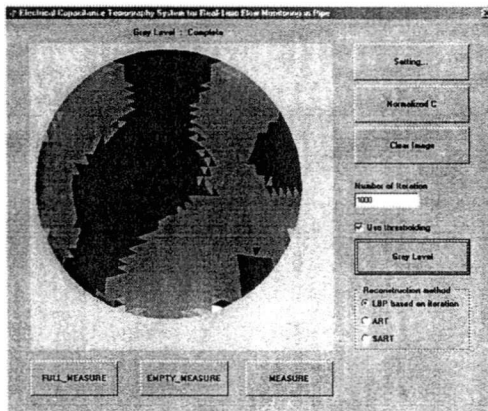 Electrical Capacitance Tomography System for Real-Time Flow Monitoring in Pipe
Grey Level : Complete
Setting...
Normalized C
Clear Image
Number of Iteration
1000
Use thresholding
Grey Level
Reconstruction method
LBP based on iteration
ART
SART
FULL_MEASURE
EMPTY_MEASURE
MEASURE